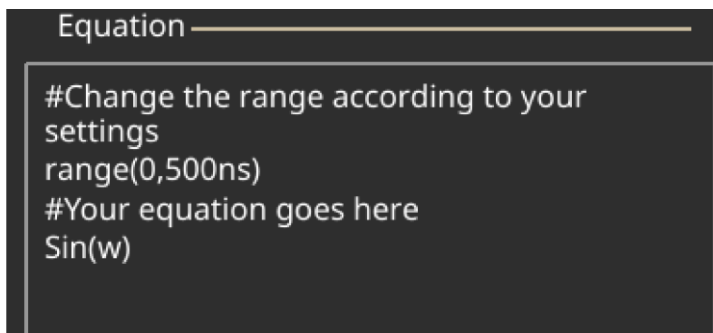 Equation
#Change the range according to your
settings
range(0,500ns)
#Your equation goes here
Sin(w)